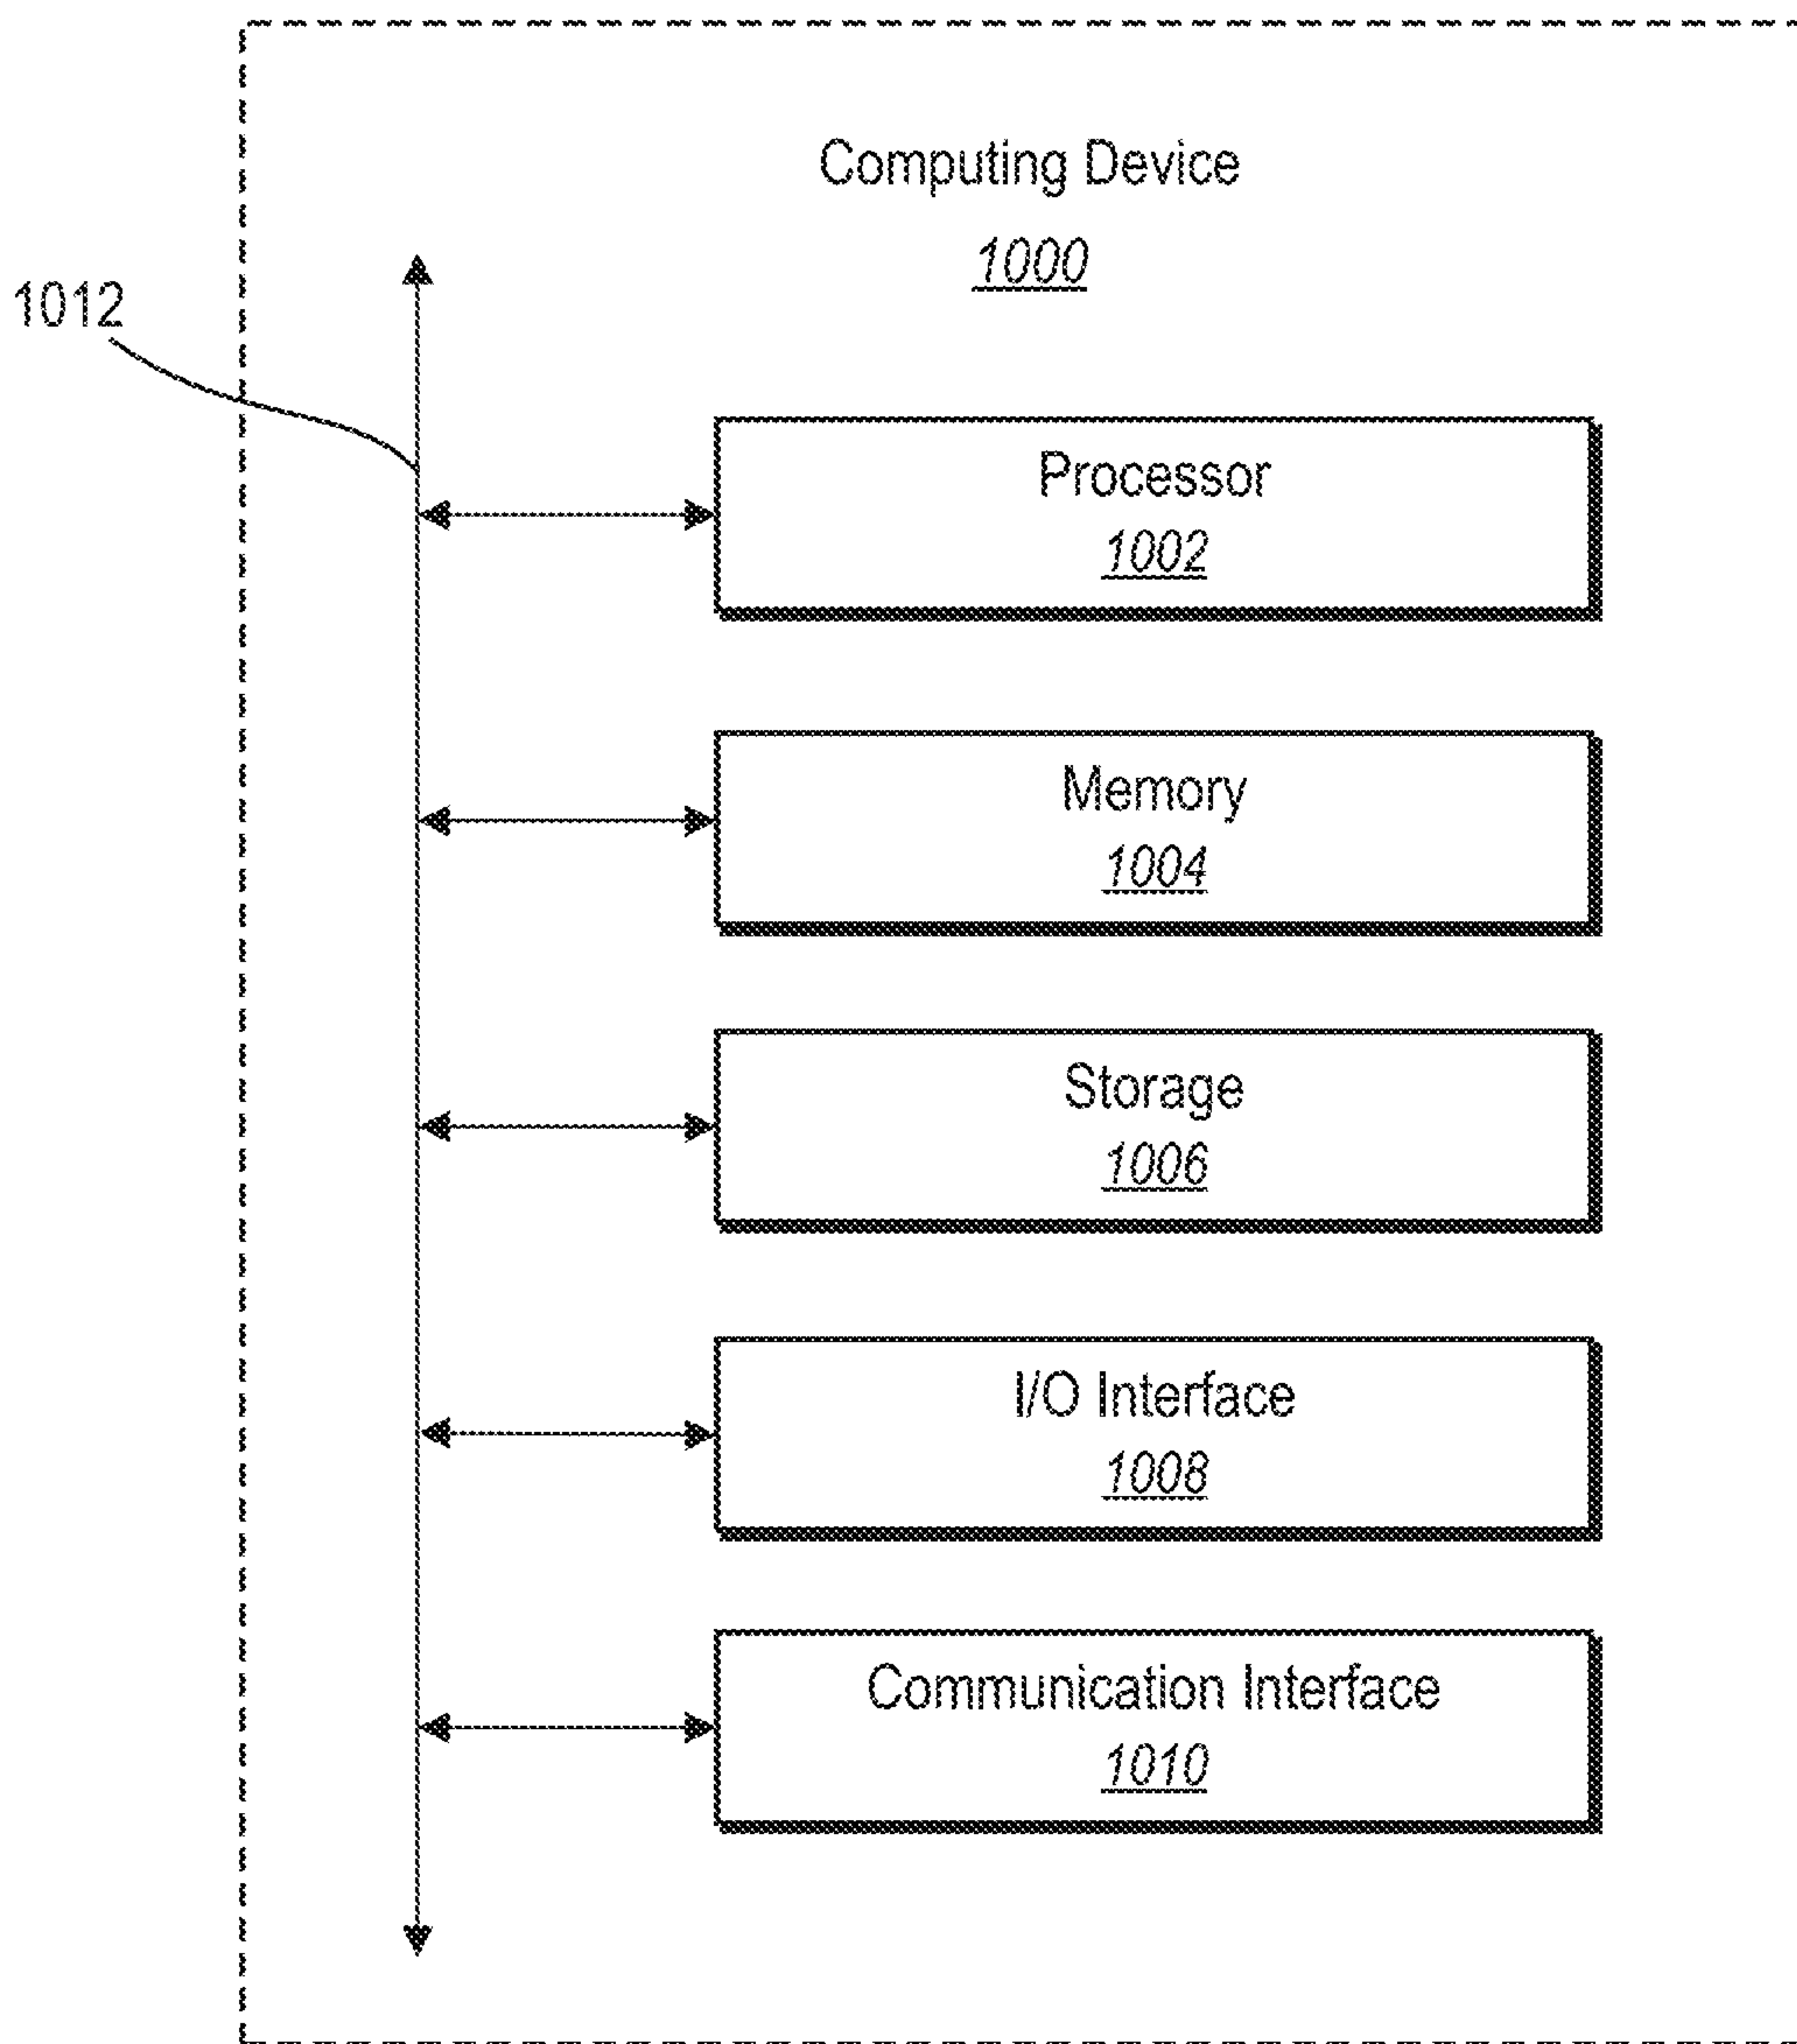 Computing Device
1000
1012
Processor
1002
Memory
1004
Storage
1006
I/O Interface
1008
Communication Interface
1010